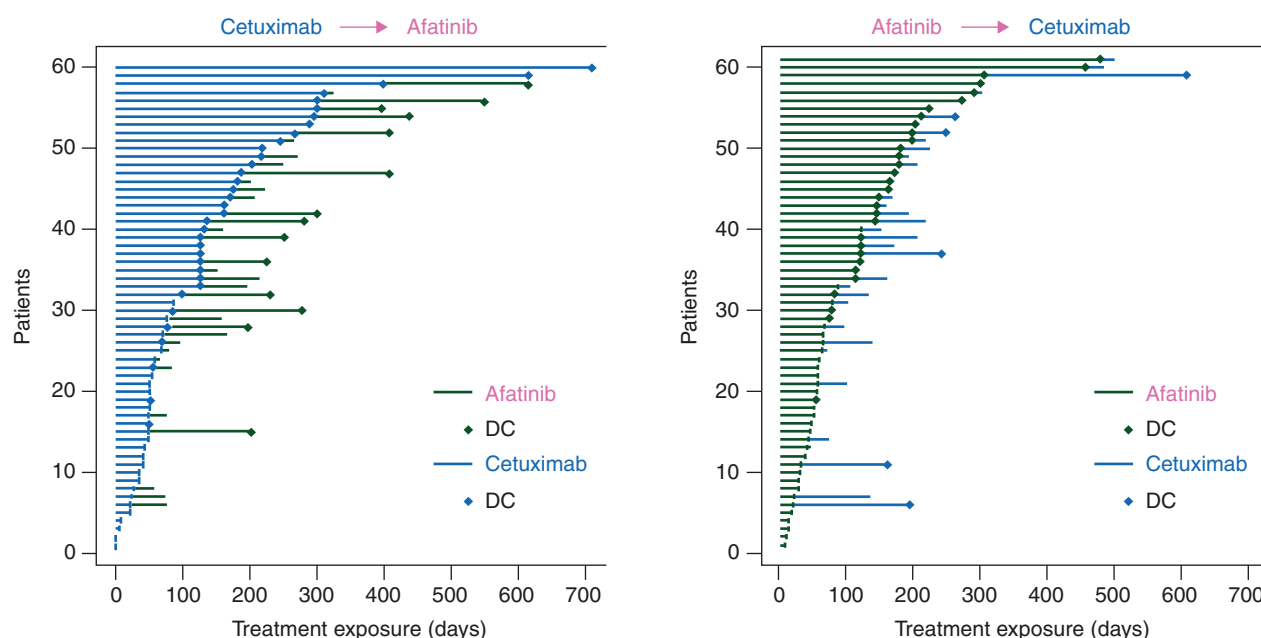 Cetuximab → Afatinib
60
50
40
30
20
10
0
Patients
Afatinib
DC
Cetuximab
DC
0 100 200 300 400 500 600 700
Treatment exposure (days)
Afatinib → Cetuximab
60
50
40
30
20
10
0
Patients
Afatinib
DC
Cetuximab
DC
0 100 200 300 400 500 600 700
Treatment exposure (days)